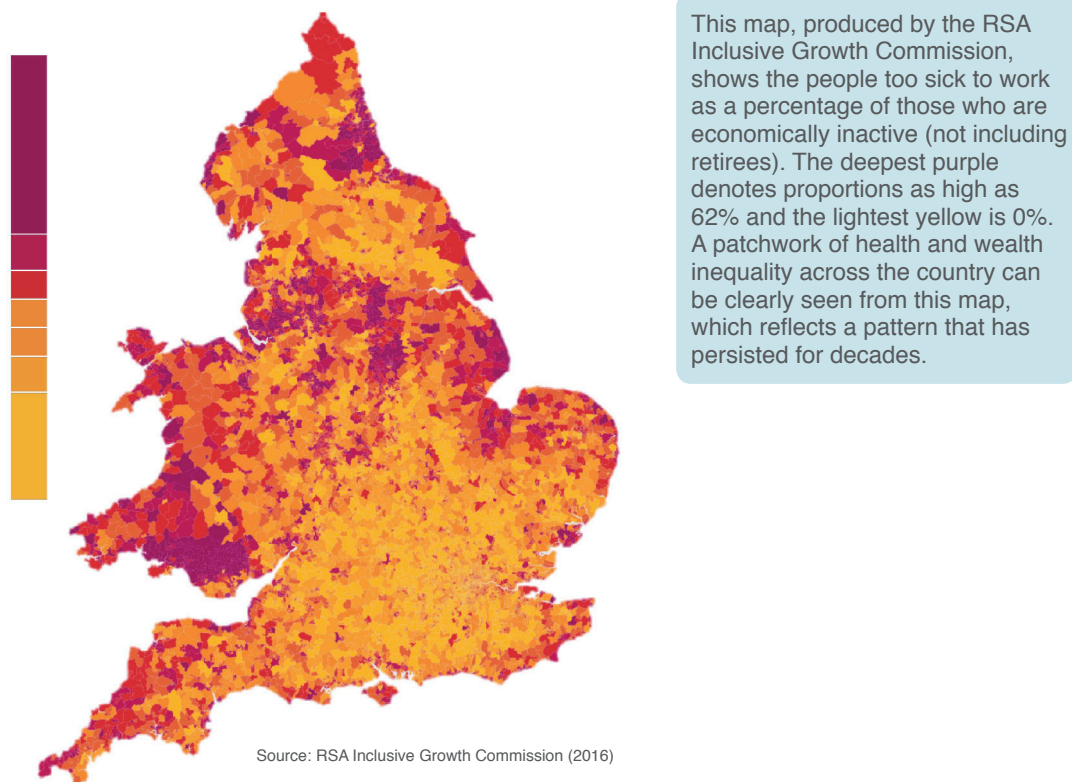 This map, produced by the RSA
Inclusive Growth Commission,
shows the people too sick to work
as a percentage of those who are
economically inactive (not including
retirees). The deepest purple
denotes proportions as high as
62% and the lightest yellow is 0%.
A patchwork of health and wealth
inequality across the country can
be clearly seen from this map,
which reflects a pattern that has
persisted for decades.
Source: RSA Inclusive Growth Commission (2016)